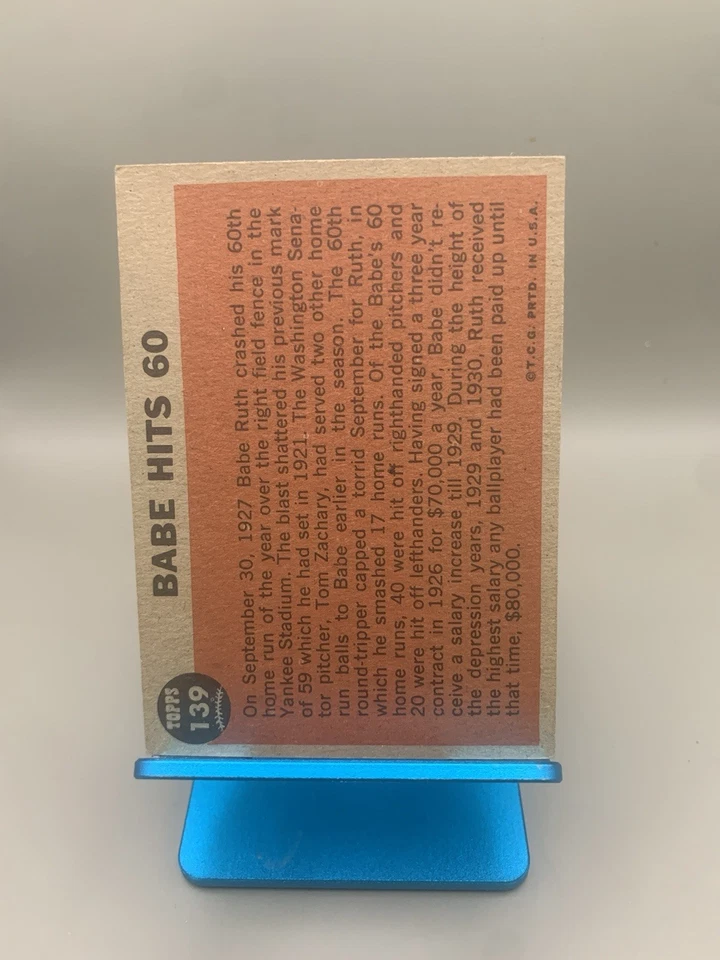 TOPPS
139
BABE HITS 60
On September 30, 1927 Babe Ruth crashed his 60th
home run of the year over the right field fence in the
Yankee Stadium. The blast shattered his previous mark
of 59 which he had set in 1921. The Washington Sena-
tor pitcher, Tom Zachary, had served two other home
run balls to Babe earlier in the season. The 60th
round-tripper capped a torrid September for Ruth, in
which he smashed 17 home runs. Of the Babe's 60
home runs, 40 were hit off righthanded pitchers and
20 were hit off lefthanders. Having signed a three year
contract in 1926 for $70,000 a year, Babe didn't re-
ceive a salary increase till 1929. During the height of
the depression years, 1929 and 1930, Ruth received
the highest salary any ballplayer had been paid up until
that time, $80,000.
©T.C.G. PRTD. IN U.S.A.